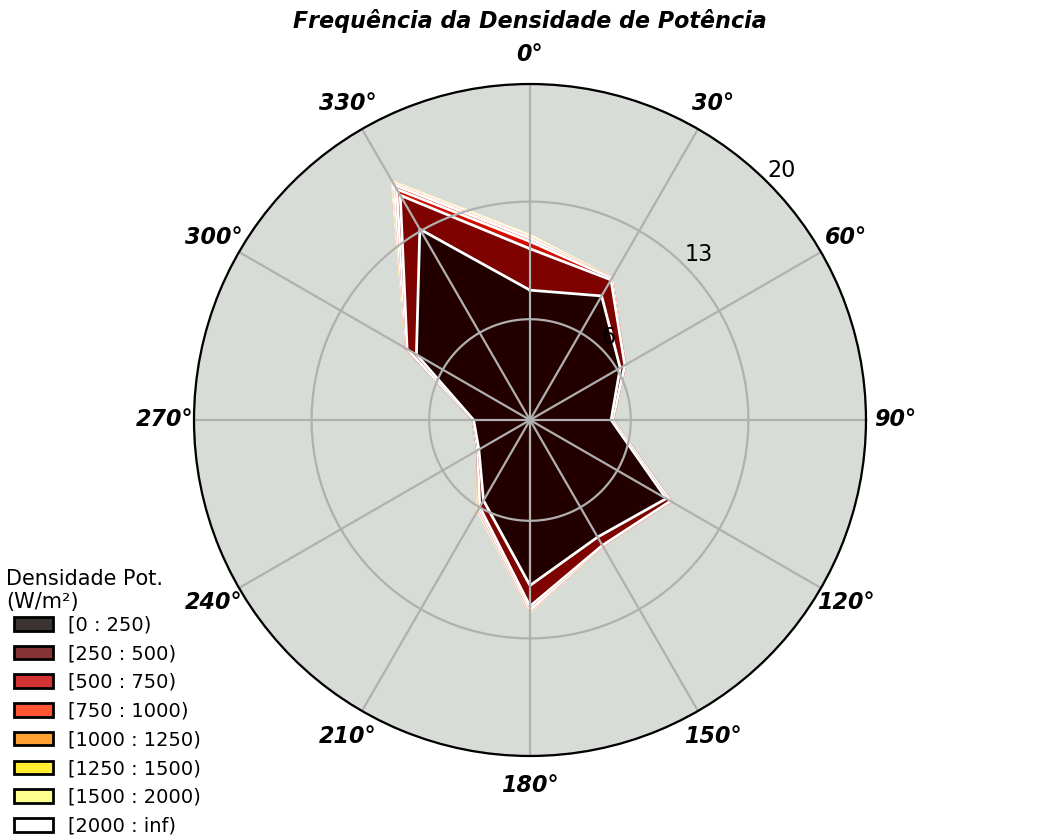 Frequência da Densidade de Potência
0°
330°
30°
20
300°
60°
13
6
270°
90°
240°
120°
210°
150°
180°
Densidade Pot.
(W/m²)
[0 : 250)
[250 : 500)
[500 : 750)
[750 : 1000)
[1000 : 1250)
[1250 : 1500)
[1500 : 2000)
[2000 : inf)